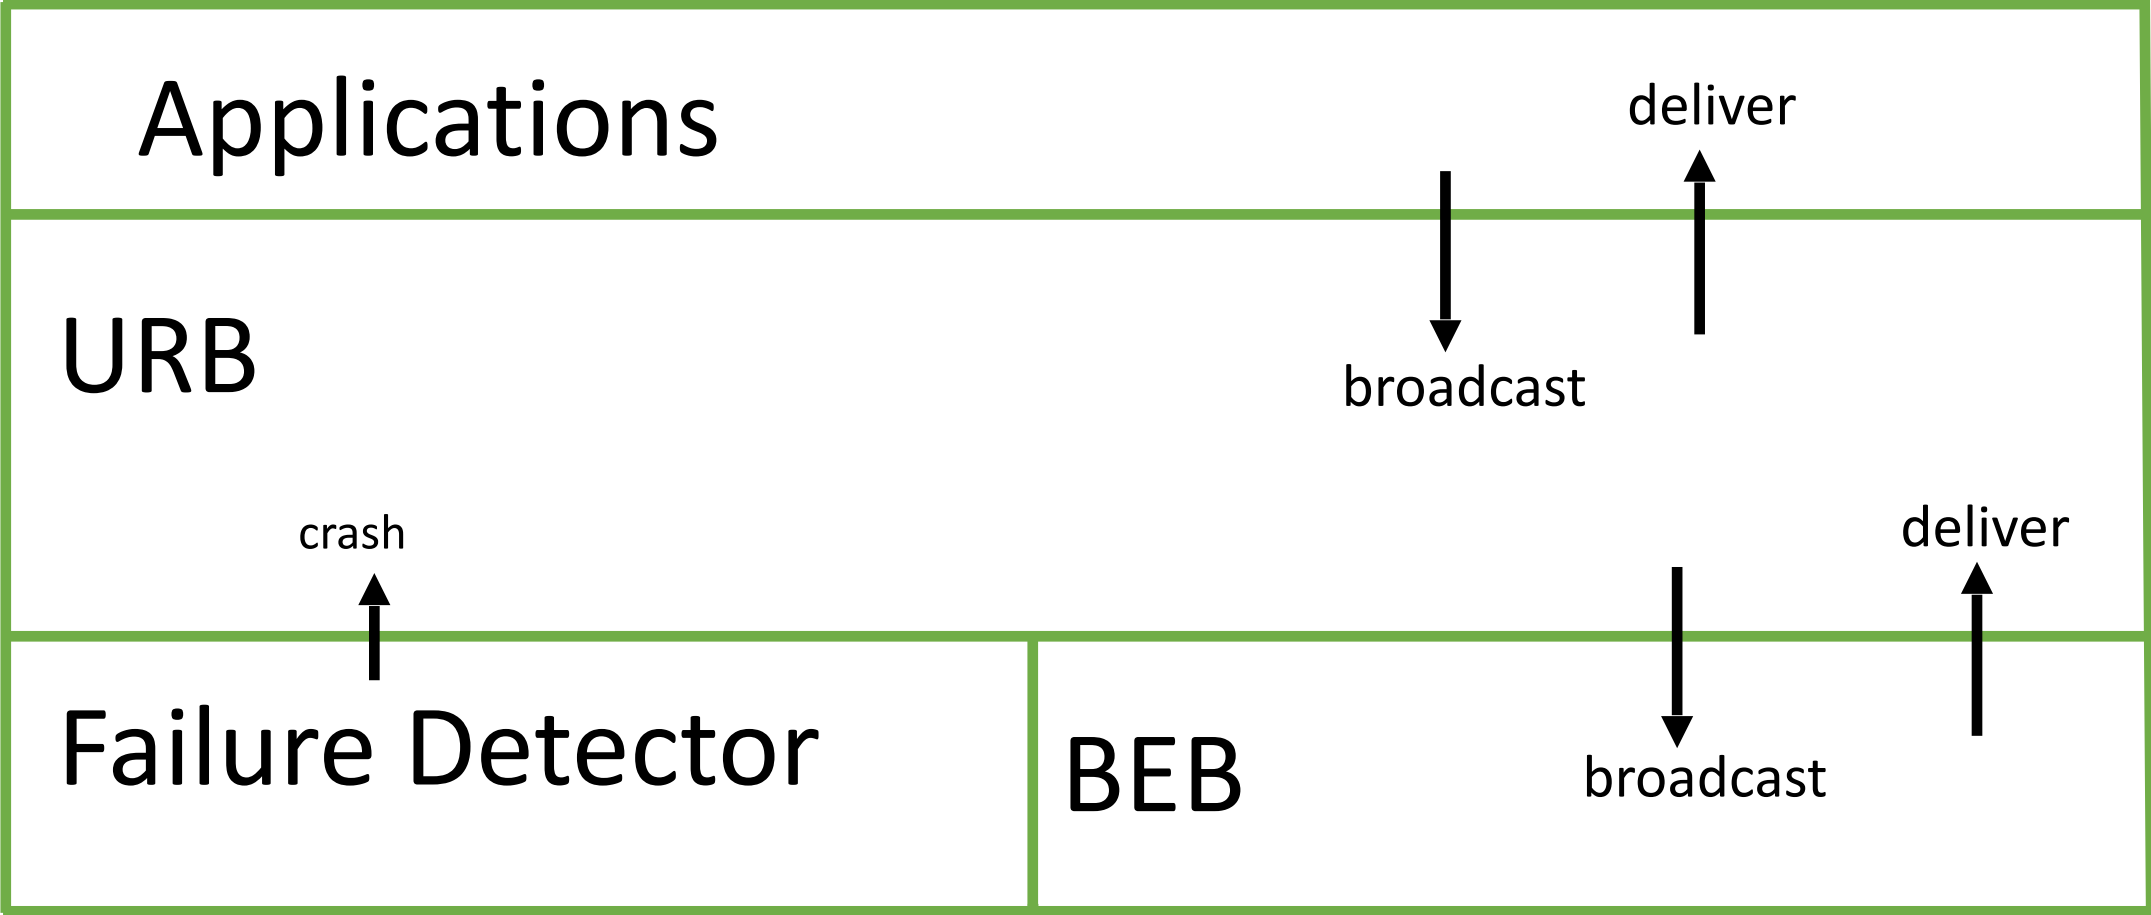 Applications
deliver
URB
broadcast
crash
deliver
Failure Detector
BEB
broadcast